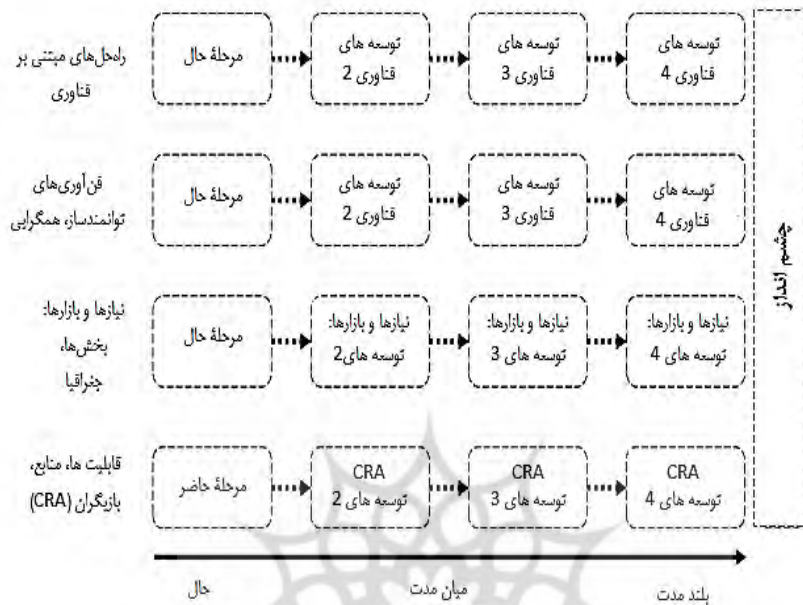 راه‌حل‌های مبتنی بر
فناوری
مرحلهٔ حال
توسعه های
فناوری 2
توسعه های
فناوری 3
توسعه های
فناوری 4
فن‌آوری‌های
توانمندساز، همگرایی
مرحلهٔ حال
توسعه های
فناوری 2
توسعه های
فناوری 3
توسعه های
فناوری 4
نیازها و بازارها:
بخش‌ها،
جغرافیا
مرحلهٔ حال
نیازها و بازارها:
توسعه های2
نیازها و بازارها:
توسعه های 3
نیازها و بازارها:
توسعه های 4
قابلیت ها، منابع،
بازیگران (CRA)
مرحلهٔ حاضر
CRA
توسعه های 2
CRA
توسعه های 3
CRA
توسعه های 4
چشم انداز
حال
میان مدت
بلند مدت